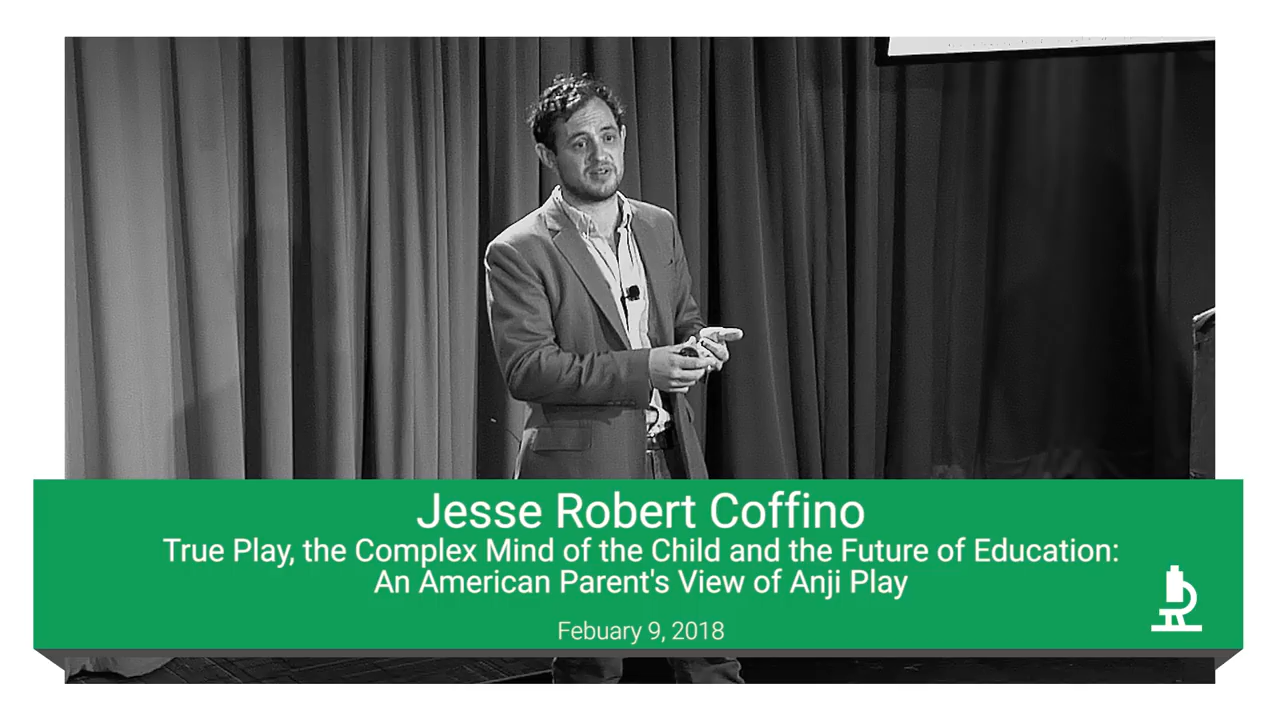 Jesse Robert Coffino
True Play, the Complex Mind of the Child and the Future of Education:
An American Parent's View of Anji Play
Febuary 9, 2018